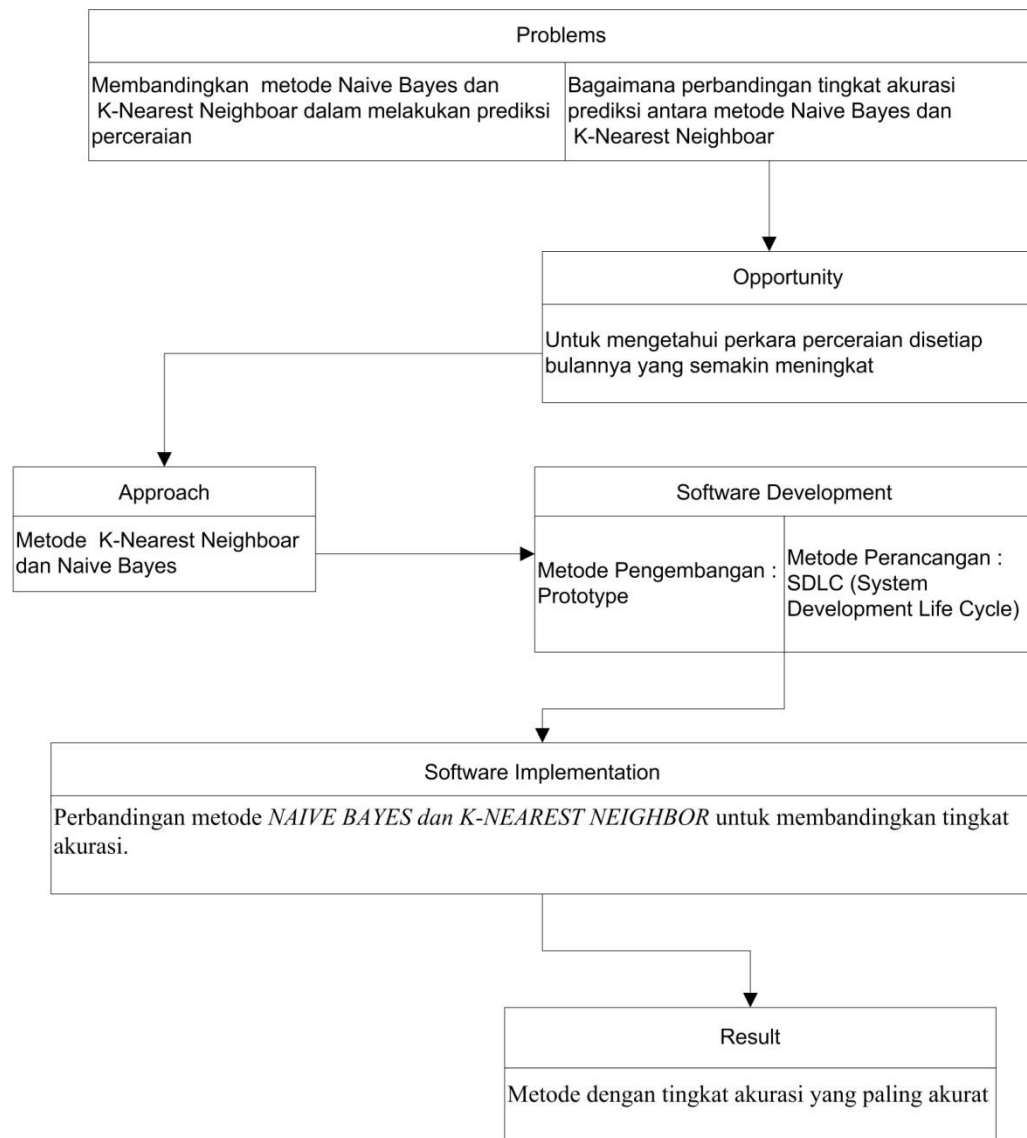 Problems
Membandingkan metode Naive Bayes dan
K-Nearest Neighboar dalam melakukan prediksi
perceraian
Bagaimana perbandingan tingkat akurasi
prediksi antara metode Naive Bayes dan
K-Nearest Neighboar
Opportunity
Untuk mengetahui perkara perceraian disetiap
bulannya yang semakin meningkat
Approach
Metode K-Nearest Neighboar
dan Naive Bayes
Software Development
Metode Pengembangan :
Prototype
Metode Perancangan :
SDLC (System
Development Life Cycle)
Software Implementation
Perbandingan metode NAIVE BAYES dan K-NEAREST NEIGHBOR untuk membandingkan tingkat
akurasi.
Result
Metode dengan tingkat akurasi yang paling akurat